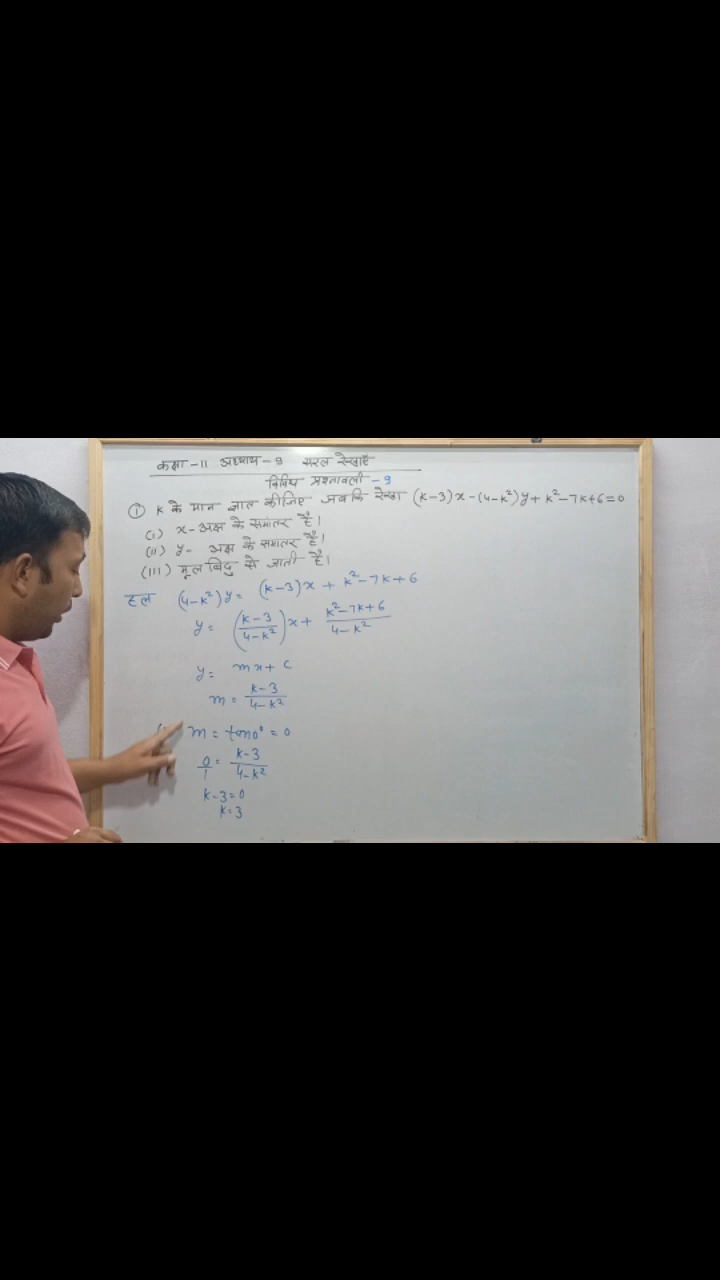 कक्षा -11 अध्याय - 9 सरल रेखाएँ
विविध प्रश्नावली - 9
① k के मान ज्ञात कीजिए जबकि रेखा (k-3)x-(4-k²)y+k²-7k+6=0
(i) x-अक्ष के समांतर है।
(ii) y- अक्ष के समांतर है।
(iii) मूल बिंदु से जाती है।
हल (4-k²)y = (k-3)x + k²-7k+6
y = ((k-3)/(4-k²))x + (k²-7k+6)/(4-k²)
y = mx + c
m = (k-3)/(4-k²)
m = tan0° = 0
0/1 = (k-3)/(4-k²)
k-3=0
k=3